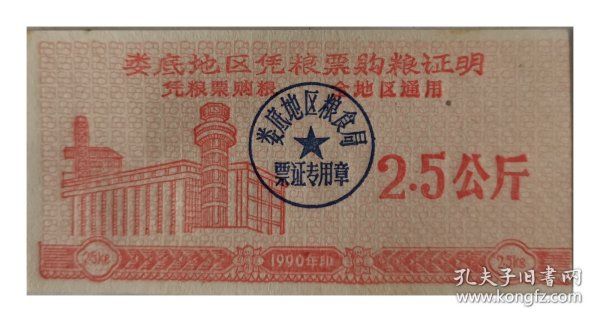 娄底地区凭粮票购粮证明
凭粮票购粮 全地区通用
娄底地区粮食局
票证专用章
2.5公斤
2.5kg
1990年印
2.5kg
孔夫子旧书网
www.kongfz.com